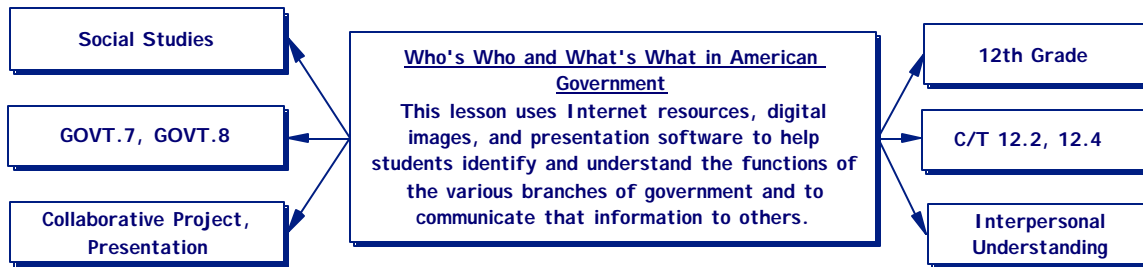 Social Studies
GOVT.7, GOVT.8
Collaborative Project,
Presentation
Who's Who and What's What in American
Government
This lesson uses Internet resources, digital
images, and presentation software to help
students identify and understand the functions of
the various branches of government and to
communicate that information to others.
12th Grade
C/T 12.2, 12.4
Interpersonal
Understanding